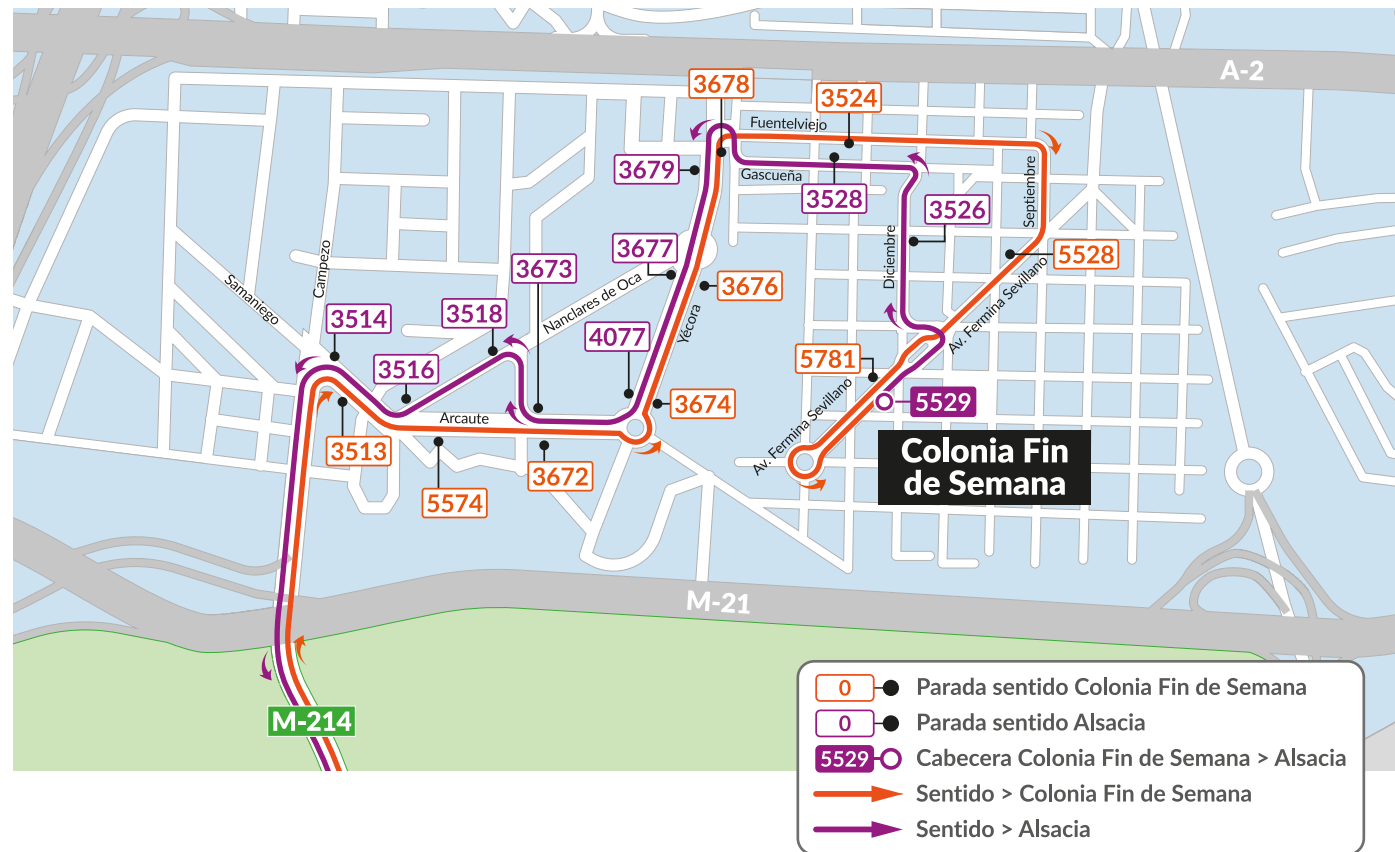 A-2
3678
3524
Fuentelviejo
3679
Gascueña
3528
Septiembre
3526
3677
Diciembre
5528
Campezo
3673
Samaniego
Nanclares de Oca
3676
Av. Fermina Sevillano
3514
3518
4077
Yécora
3516
5781
Arcaute
3674
5529
Av. Fermina Sevillano
3513
3672
5574
Colonia Fin
de Semana
M-21
M-214
0 Parada sentido Colonia Fin de Semana
0 Parada sentido Alsacia
5529 Cabecera Colonia Fin de Semana > Alsacia
Sentido > Colonia Fin de Semana
Sentido > Alsacia